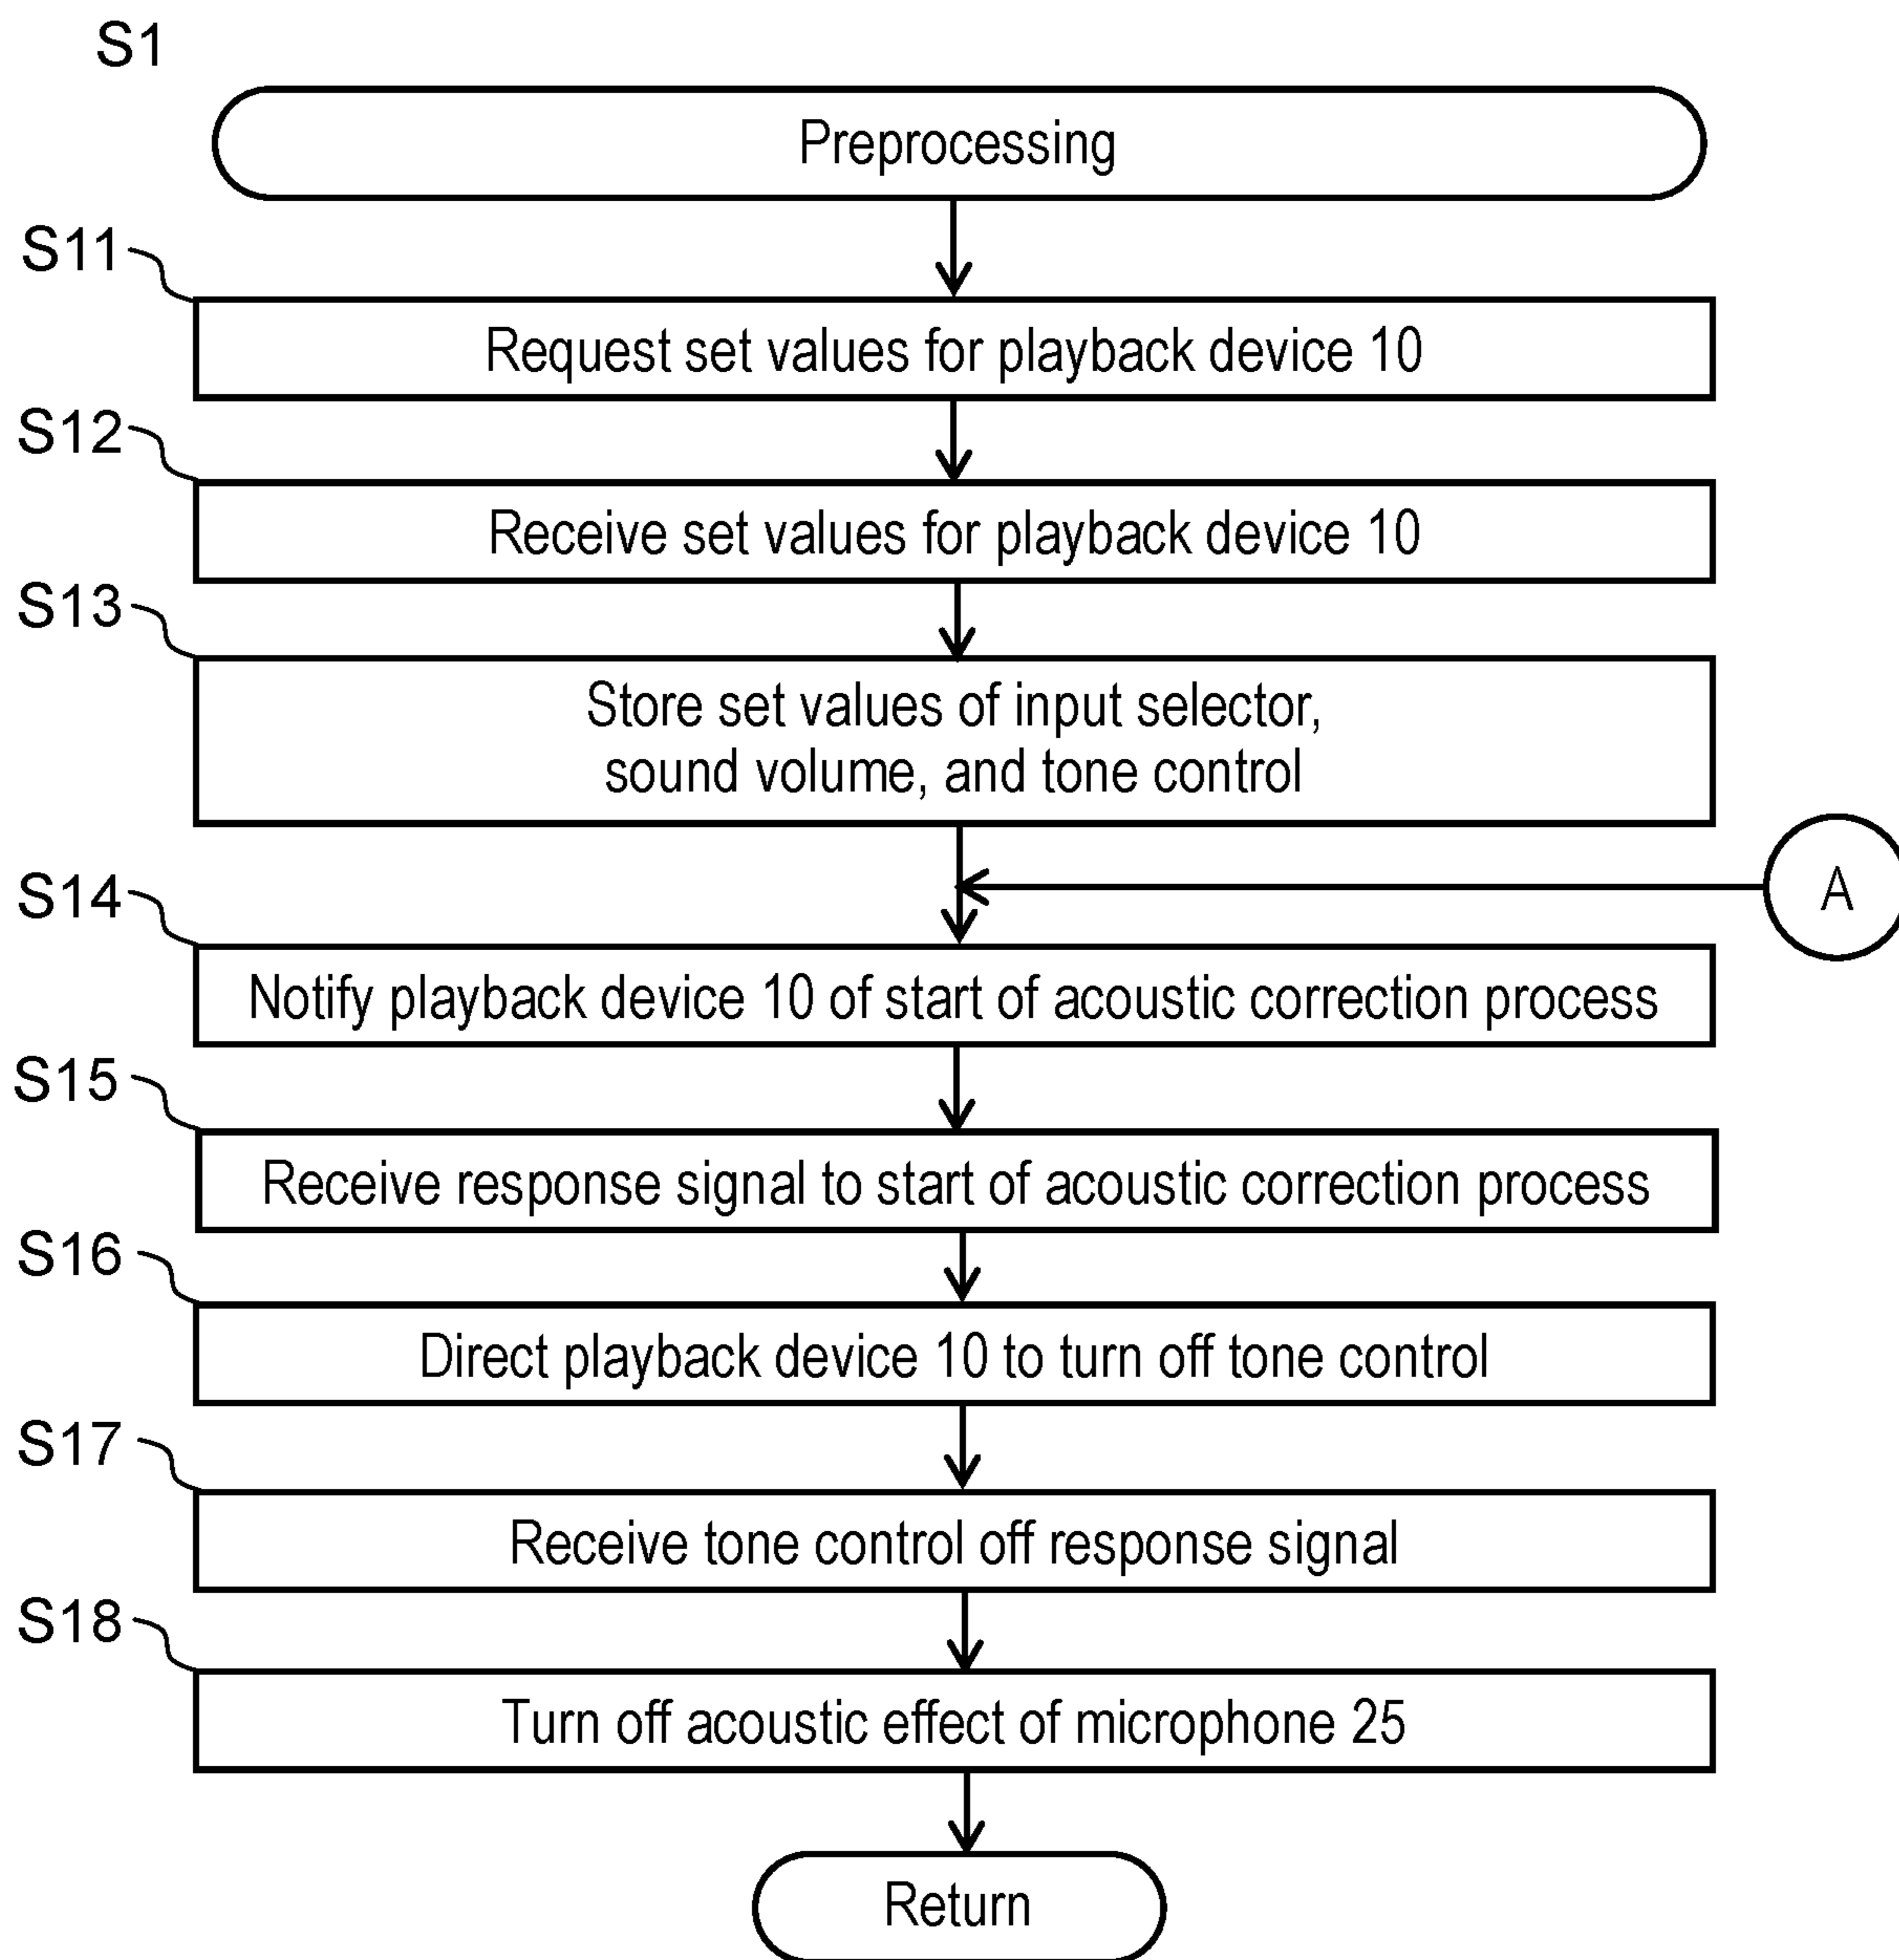 S1
Preprocessing
S11
Request set values for playback device 10
S12
Receive set values for playback device 10
S13
Store set values of input selector,
sound volume, and tone control
A
S14
Notify playback device 10 of start of acoustic correction process
S15
Receive response signal to start of acoustic correction process
S16
Direct playback device 10 to turn off tone control
S17
Receive tone control off response signal
S18
Turn off acoustic effect of microphone 25
Return